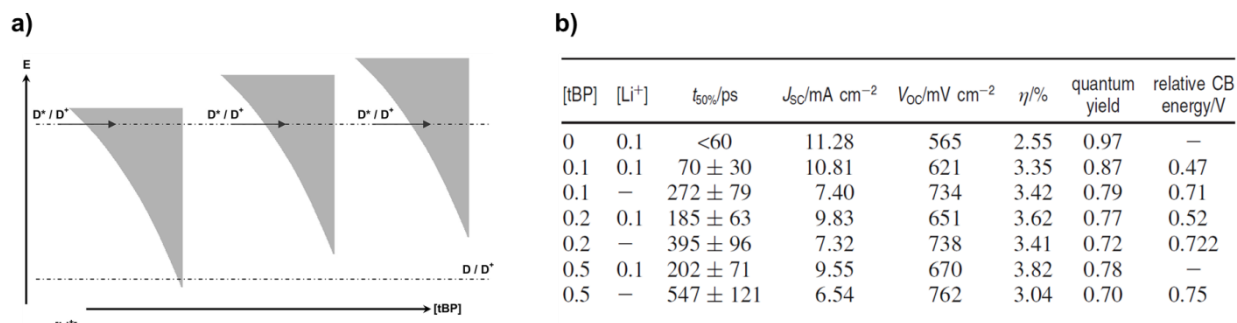 a)
E
D* / D⁺
D* / D⁺
D* / D⁺
D / D⁺
[tBP]
b)
[tBP] [Li⁺] t50%/ps JSC/mA cm⁻² VOC/mV cm⁻² η/% quantum yield relative CB energy/V
0 0.1 <60 11.28 565 2.55 0.97 –
0.1 0.1 70 ± 30 10.81 621 3.35 0.87 0.47
0.1 – 272 ± 79 7.40 734 3.42 0.79 0.71
0.2 0.1 185 ± 63 9.83 651 3.62 0.77 0.52
0.2 – 395 ± 96 7.32 738 3.41 0.72 0.722
0.5 0.1 202 ± 71 9.55 670 3.82 0.78 –
0.5 – 547 ± 121 6.54 762 3.04 0.70 0.75